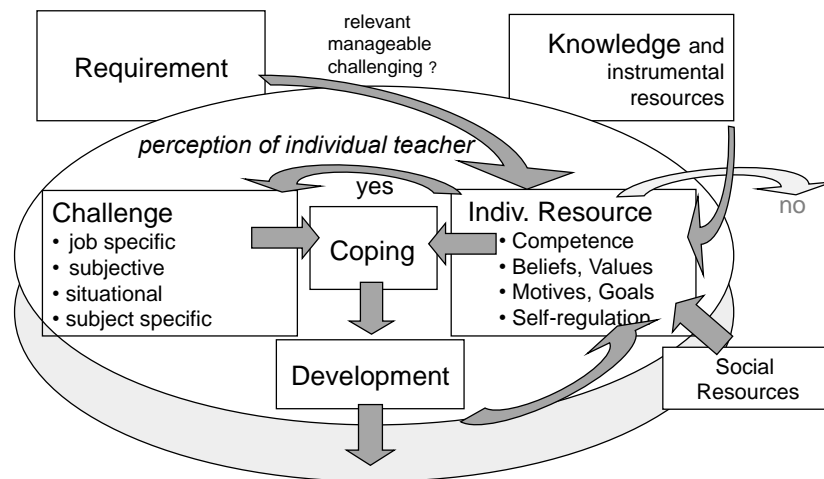 Requirement
relevant
manageable
challenging ?
Knowledge and
instrumental
resources
perception of individual teacher
yes
no
Challenge
• job specific
• subjective
• situational
• subject specific
Coping
Indiv. Resource
• Competence
• Beliefs, Values
• Motives, Goals
• Self-regulation
Development
Social
Resources